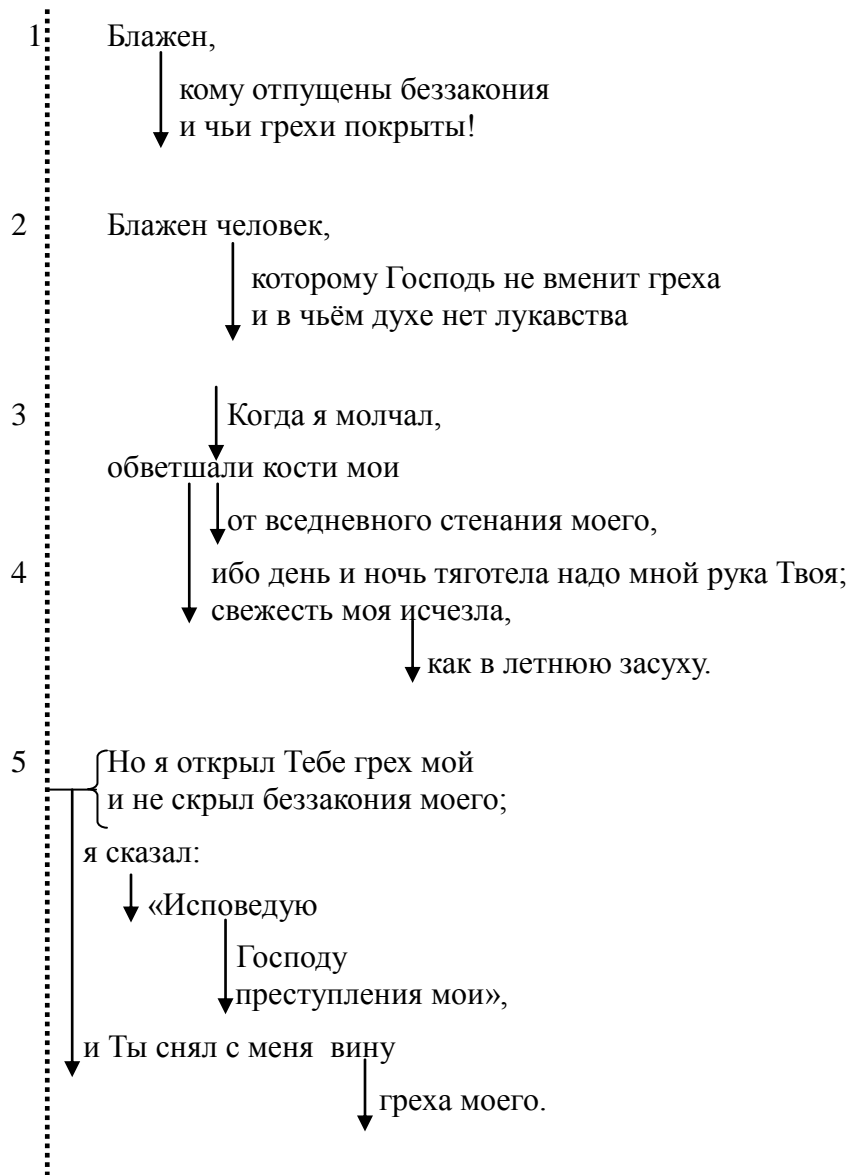 1 Блажен,
кому отпущены беззакония
и чьи грехи покрыты!
2 Блажен человек,
которому Господь не вменит греха
и в чьём духе нет лукавства
3 Когда я молчал,
обветшали кости мои
от вседневного стенания моего,
4 ибо день и ночь тяготела надо мной рука Твоя;
свежесть моя исчезла,
как в летнюю засуху.
5 Но я открыл Тебе грех мой
и не скрыл беззакония моего;
я сказал:
«Исповедую
Господу
преступления мои»,
и Ты снял с меня вину
греха моего.